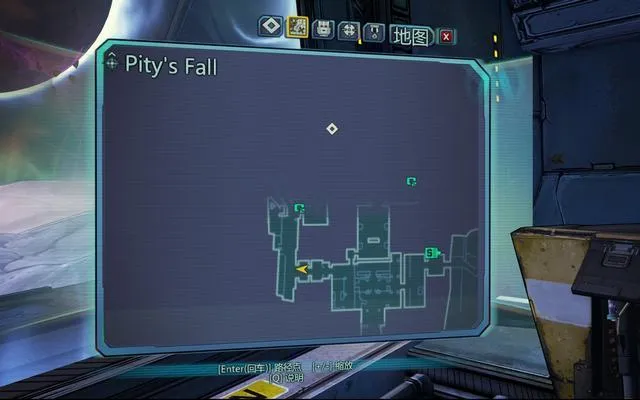 地图 X
Pity's Fall
S
[Enter(回车)] 路径点 [+/-] 缩放
[Q] 说明